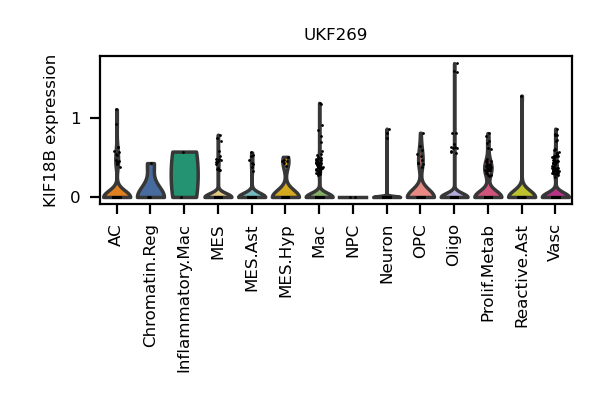 UKF269
KIF18B expression
1
0
AC
Chromatin.Reg
Inflammatory.Mac
MES
MES.Ast
MES.Hyp
Mac
NPC
Neuron
OPC
Oligo
Prolif.Metab
Reactive.Ast
Vasc